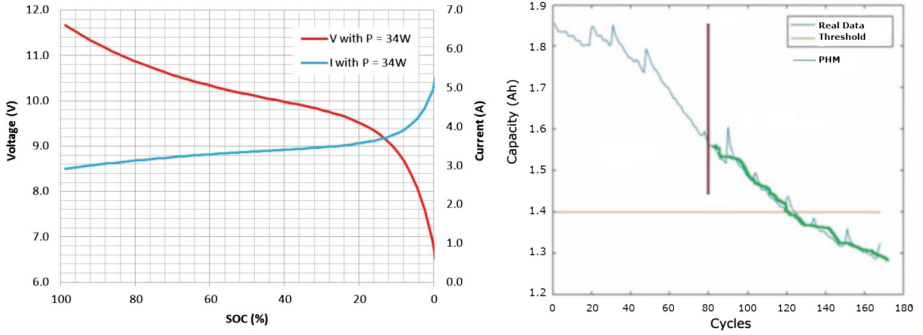 12.0
11.0
10.0
9.0
8.0
7.0
6.0
Voltage (V)
V with P = 34W
I with P = 34W
7.0
6.0
5.0
4.0
3.0
2.0
1.0
0.0
Current (A)
100 80 60 40 20 0
SOC (%)
1.9
1.8
1.7
1.6
1.5
1.4
1.3
1.2
Capacity (Ah)
Real Data
Threshold
PHM
0 20 40 60 80 100 120 140 160 180
Cycles